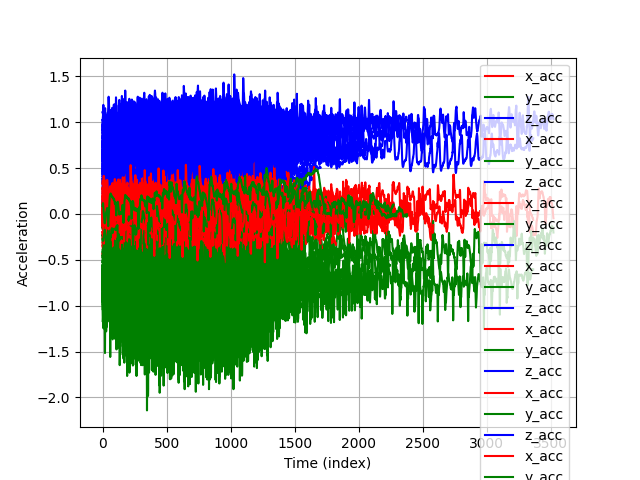 1.5
1.0
0.5
0.0
−0.5
−1.0
−1.5
−2.0
Acceleration
0
500
1000
1500
2000
2500
3000
3500
Time (index)
x_acc
y_acc
z_acc
x_acc
y_acc
z_acc
x_acc
y_acc
z_acc
x_acc
y_acc
z_acc
x_acc
y_acc
z_acc
x_acc
y_acc
z_acc
x_acc
y_acc